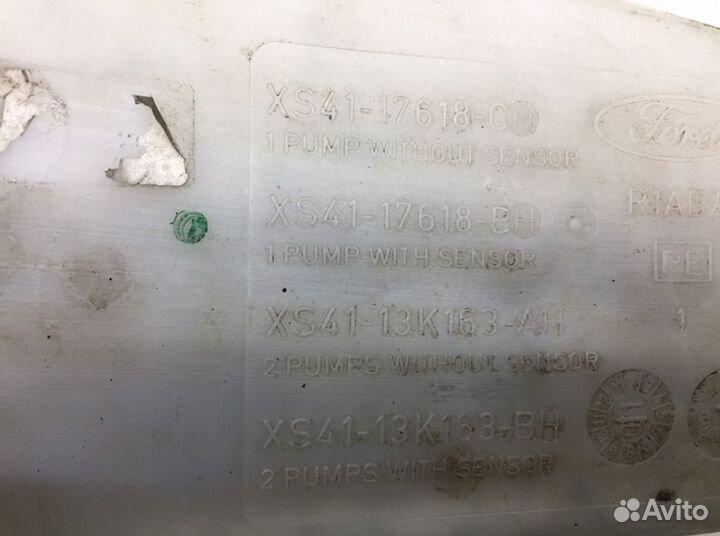 XS41-17618-CH
1 PUMP WITHOUT SENSOR
Ford
XS41-17618-BH
1 PUMP WITH SENSOR
PE
XS41-13K163-AH
1
2 PUMPS WITHOUT SENSOR
XS41-13K163-BH
2 PUMPS WITH SENSOR
Avito